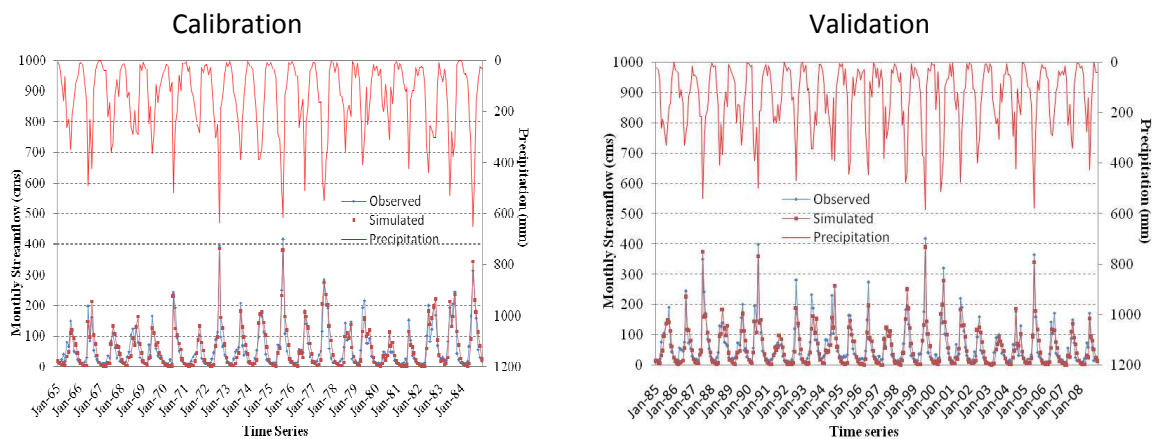 Calibration
1000
900
800
700
600
500
400
300
200
100
0
Monthly Streamflow (cms)
0
200
400
600
800
1000
1200
Precipitation (mm)
Observed
Simulated
Precipitation
Jan-65
Jan-66
Jan-67
Jan-68
Jan-69
Jan-70
Jan-71
Jan-72
Jan-73
Jan-74
Jan-75
Jan-76
Jan-77
Jan-78
Jan-79
Jan-80
Jan-81
Jan-82
Jan-83
Jan-84
Time Series
Validation
1000
900
800
700
600
500
400
300
200
100
0
Monthly Streamflow (cms)
0
200
400
600
800
1000
1200
Precipitation (mm)
Observed
Simulated
Precipitation
Jan-85
Jan-86
Jan-87
Jan-88
Jan-89
Jan-90
Jan-91
Jan-92
Jan-93
Jan-94
Jan-95
Jan-96
Jan-97
Jan-98
Jan-99
Jan-00
Jan-01
Jan-02
Jan-03
Jan-04
Jan-05
Jan-06
Jan-07
Jan-08
Time series